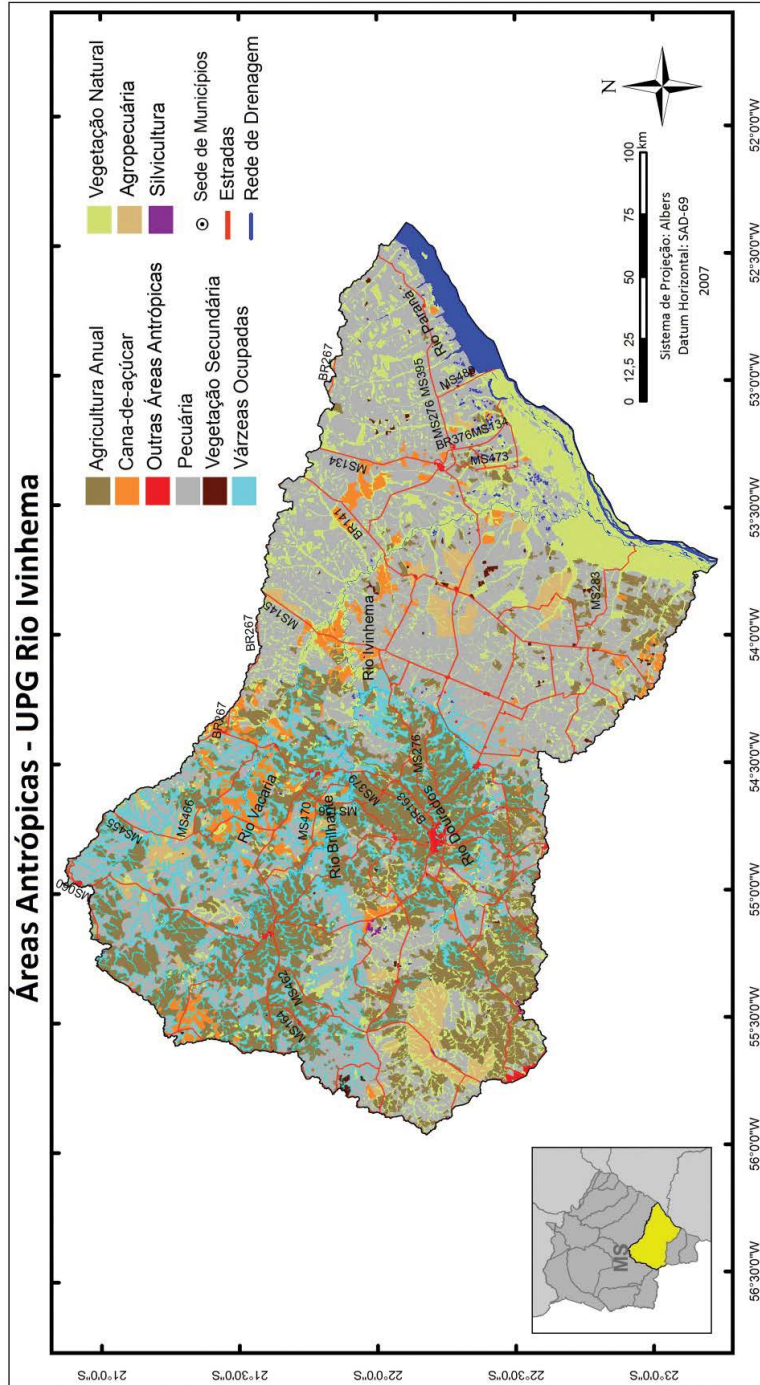 Áreas Antrópicas - UPG Rio Ivinhema
Agricultura Anual
Cana-de-açúcar
Outras Áreas Antrópicas
Pecuária
Vegetação Secundária
Várzeas Ocupadas
Vegetação Natural
Agropecuária
Silvicultura
Sede de Municípios
Estradas
Rede de Drenagem
MS060
MS455
MS466
BR267
BR267
MS145
BR141
MS134
BR267
Rio Vacaria
MS470
Rio Brilhante
MS379
MS462
MS164
BR163
MS276
Rio Dourados
Rio Ivinhema
MS276 MS395
Rio Paraná
MS480
BR376
MS134
MS473
MS283
N
0 12,5 25 50 75 100
km
Sistema de Projeção: Albers
Datum Horizontal: SAD-69
2007
MS
21°0'0"S
21°30'0"S
22°0'0"S
22°30'0"S
23°0'0"S
56°30'0"W
56°0'0"W
55°30'0"W
55°0'0"W
54°30'0"W
54°0'0"W
53°30'0"W
53°0'0"W
52°30'0"W
52°0'0"W